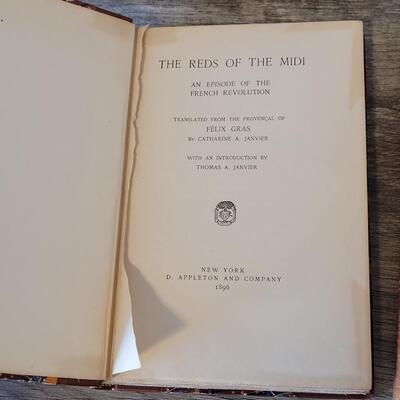 THE REDS OF THE MIDI
AN EPISODE OF THE
FRENCH REVOLUTION
TRANSLATED FROM THE PROVENÇAL OF
FÉLIX GRAS
BY CATHARINE A. JANVIER
WITH AN INTRODUCTION BY
THOMAS A. JANVIER
NEW YORK
D. APPLETON AND COMPANY
1896